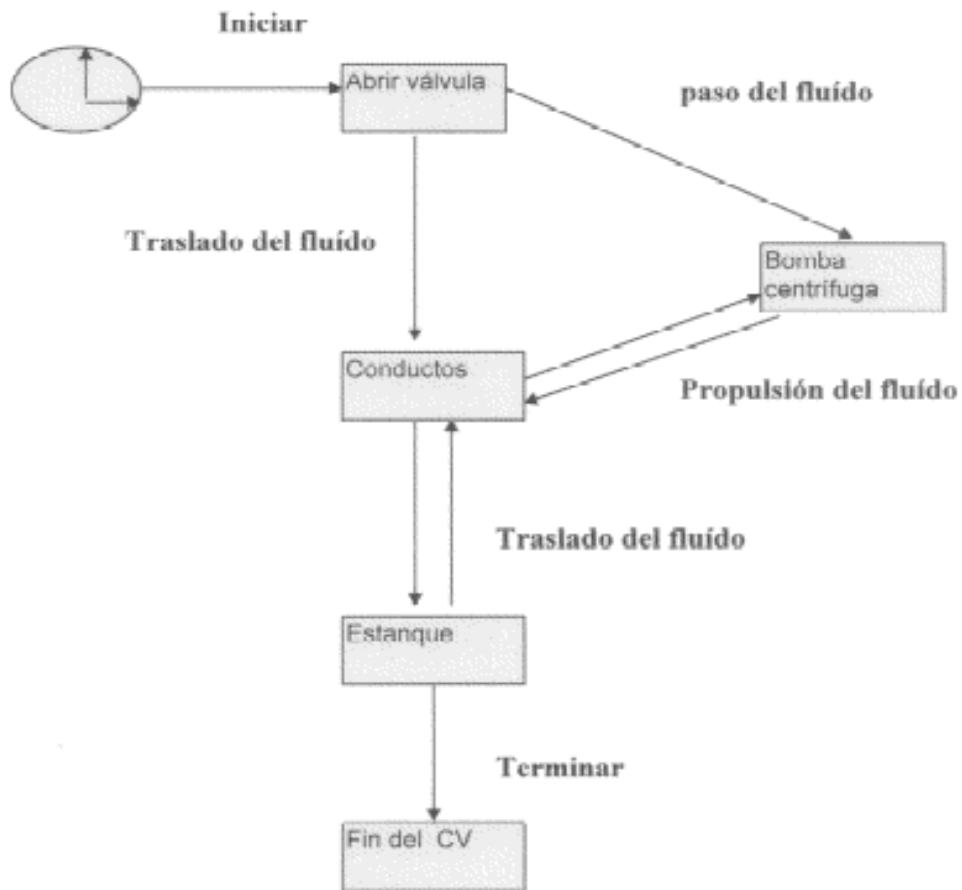 Iniciar
Abrir válvula
paso del fluído
Traslado del fluído
Bomba
centrífuga
Conductos
Propulsión del fluído
Traslado del fluído
Estanque
Terminar
Fin del CV